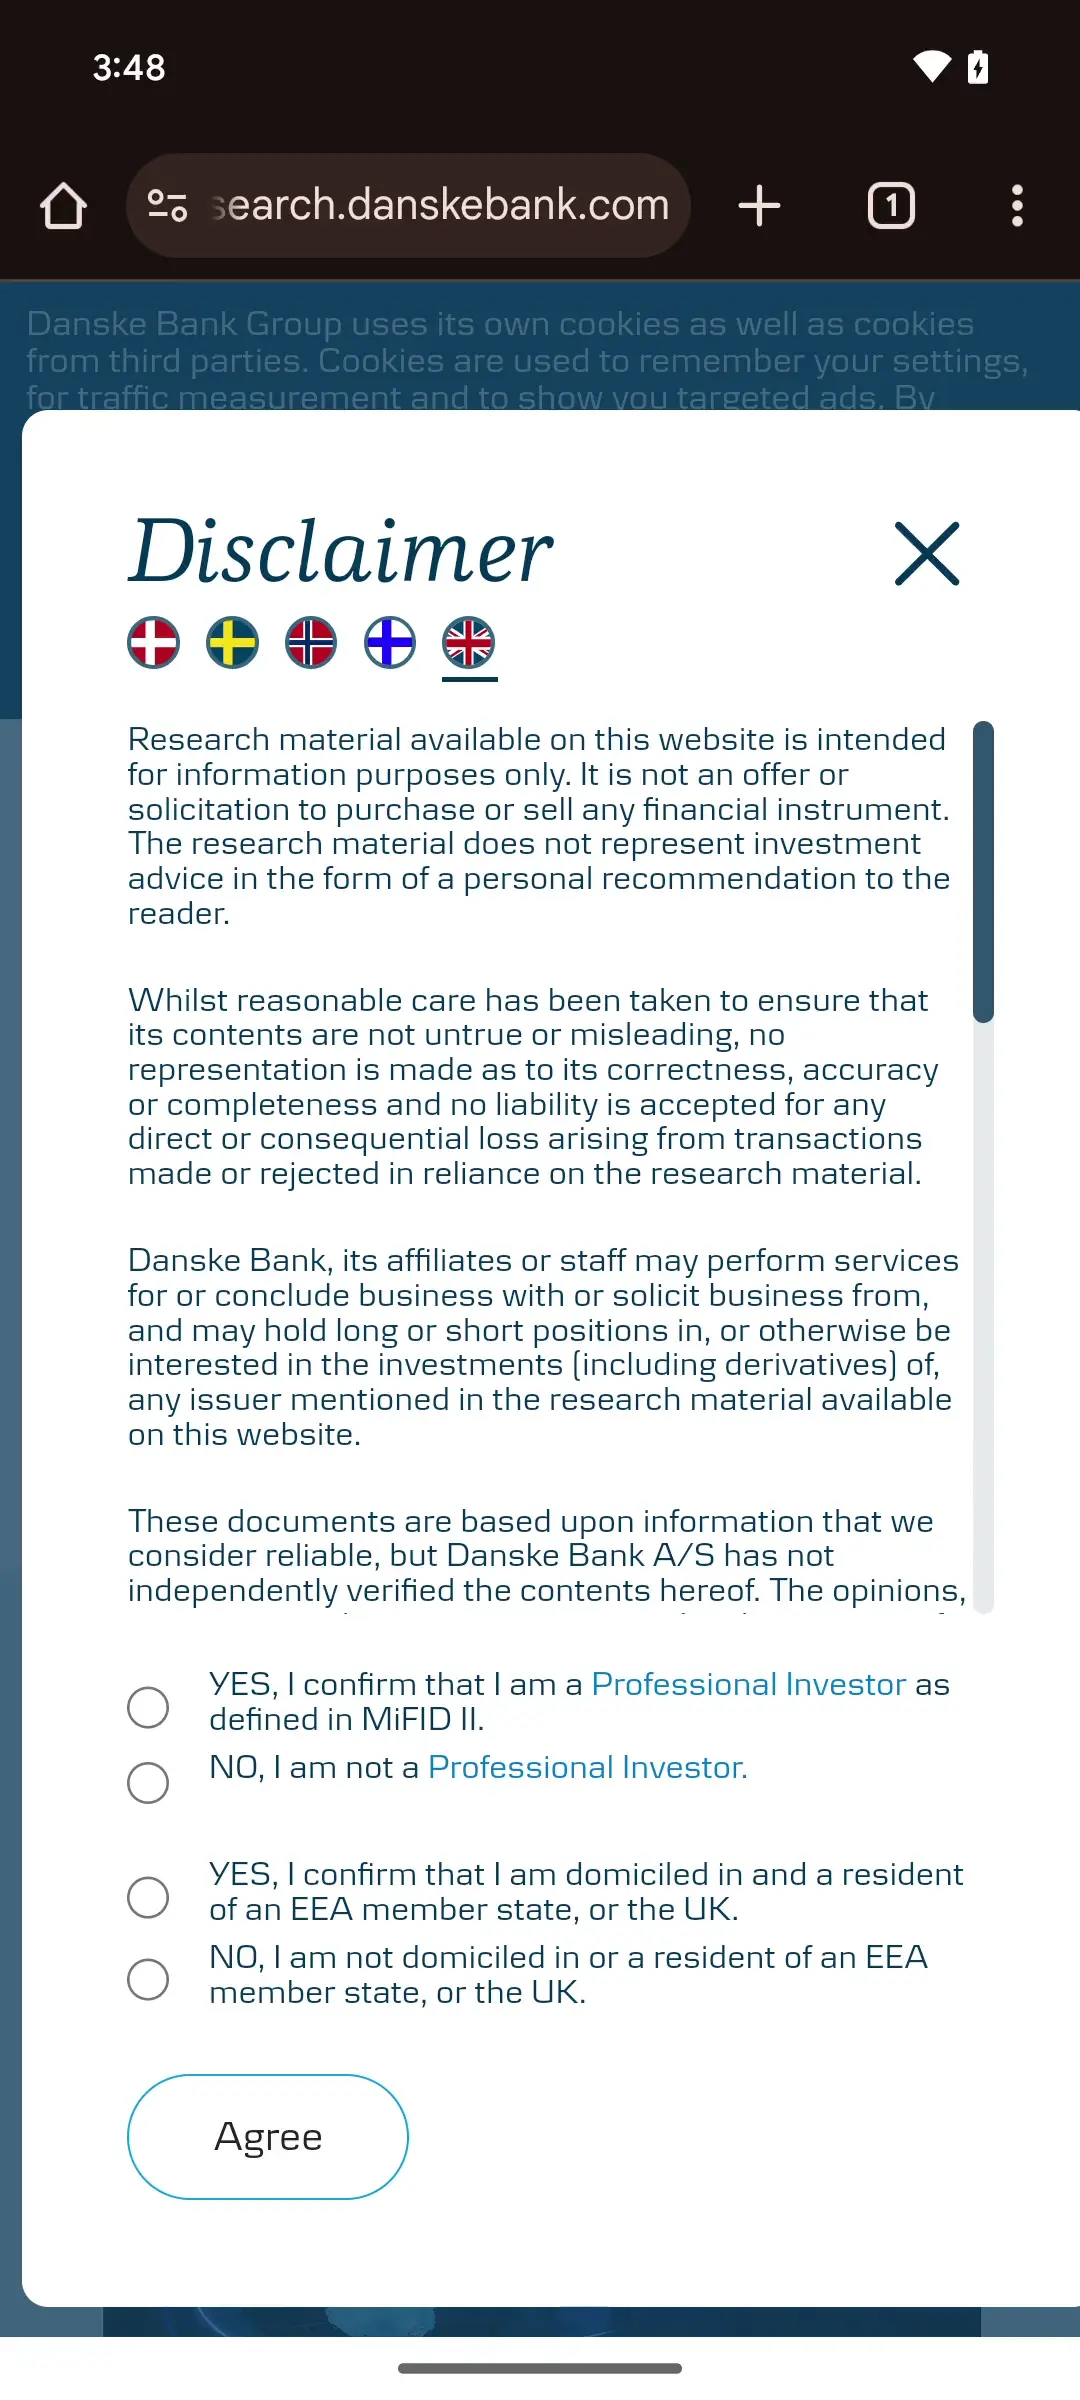 3:48
search.danskebank.com
1
Danske Bank Group uses its own cookies as well as cookies
from third parties. Cookies are used to remember your settings,
for traffic measurement and to show you targeted ads. By
Disclaimer
Research material available on this website is intended
for information purposes only. It is not an offer or
solicitation to purchase or sell any financial instrument.
The research material does not represent investment
advice in the form of a personal recommendation to the
reader.
Whilst reasonable care has been taken to ensure that
its contents are not untrue or misleading, no
representation is made as to its correctness, accuracy
or completeness and no liability is accepted for any
direct or consequential loss arising from transactions
made or rejected in reliance on the research material.
Danske Bank, its affiliates or staff may perform services
for or conclude business with or solicit business from,
and may hold long or short positions in, or otherwise be
interested in the investments (including derivatives) of,
any issuer mentioned in the research material available
on this website.
These documents are based upon information that we
consider reliable, but Danske Bank A/S has not
independently verified the contents hereof. The opinions,
YES, I confirm that I am a Professional Investor as
defined in MiFID II.
NO, I am not a Professional Investor.
YES, I confirm that I am domiciled in and a resident
of an EEA member state, or the UK.
NO, I am not domiciled in or a resident of an EEA
member state, or the UK.
Agree